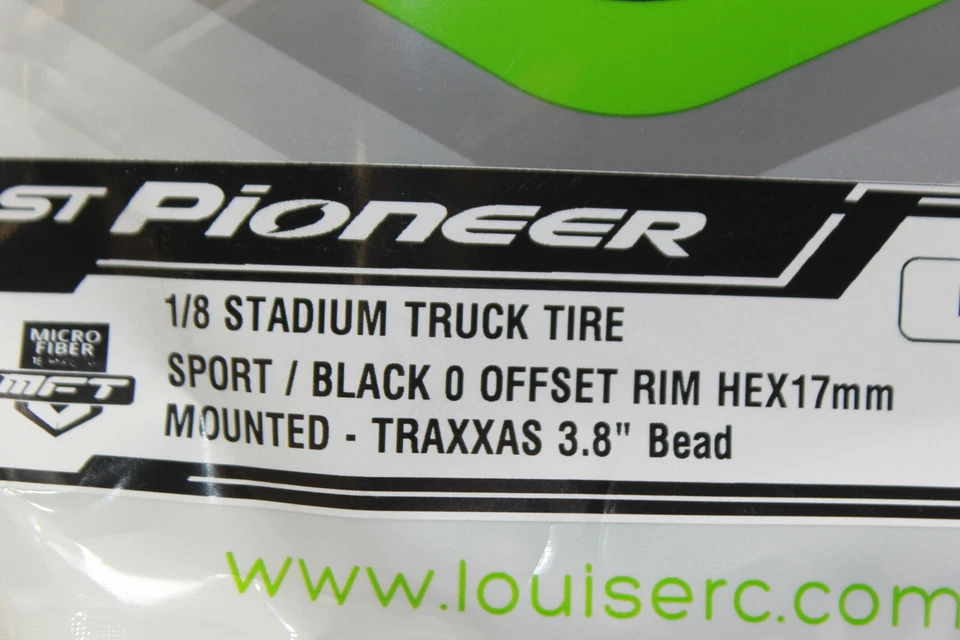 ST PiONEER
1/8 STADIUM TRUCK TIRE
MICRO
FIBER
MFT
SPORT / BLACK 0 OFFSET RIM HEX17mm
MOUNTED - TRAXXAS 3.8" Bead
www.louiserc.com